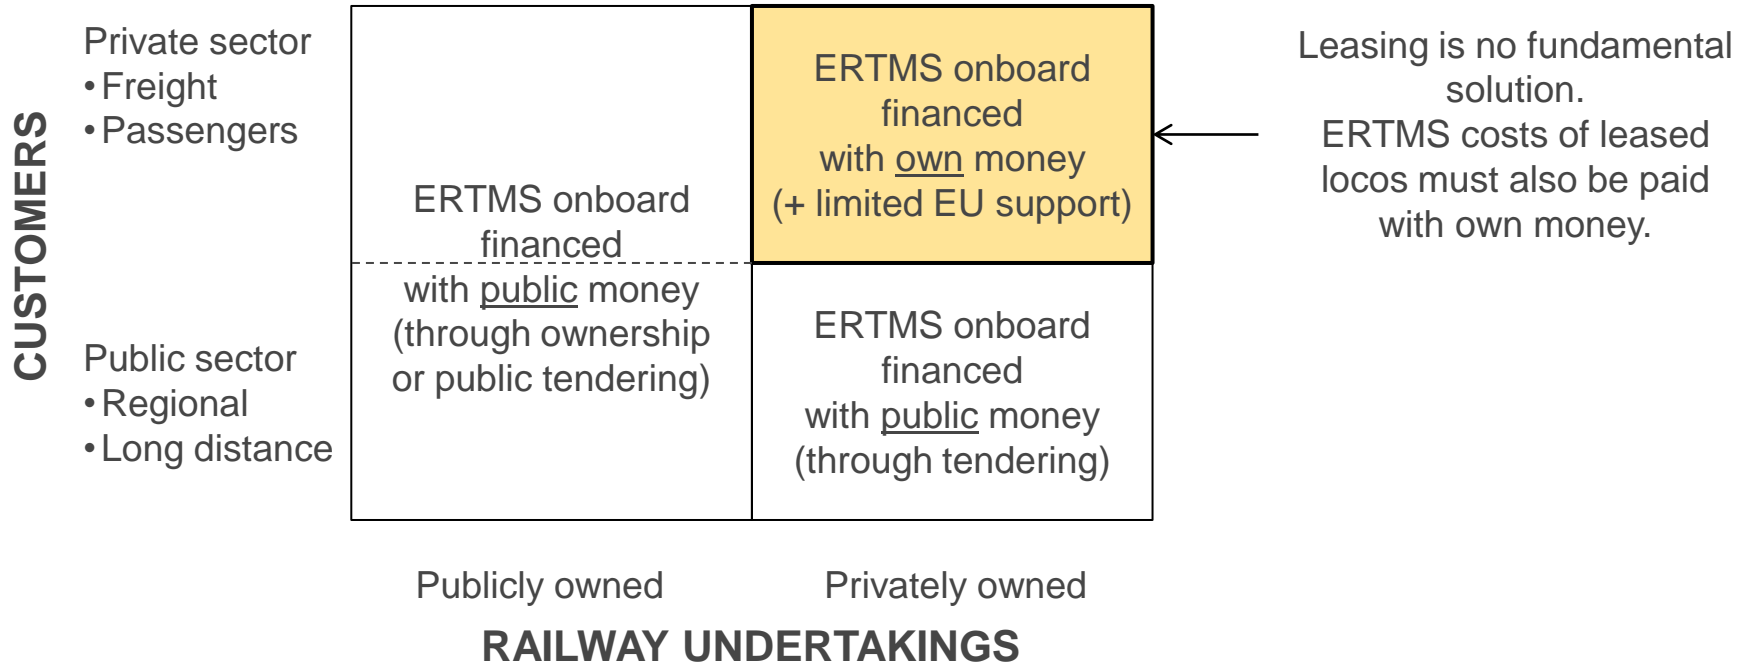 CUSTOMERS
Private sector
• Freight
• Passengers
Public sector
• Regional
• Long distance
ERTMS onboard
financed
with public money
(through ownership
or public tendering)
ERTMS onboard
financed
with own money
(+ limited EU support)
ERTMS onboard
financed
with public money
(through tendering)
Leasing is no fundamental
solution.
ERTMS costs of leased
locos must also be paid
with own money.
Publicly owned
Privately owned
RAILWAY UNDERTAKINGS